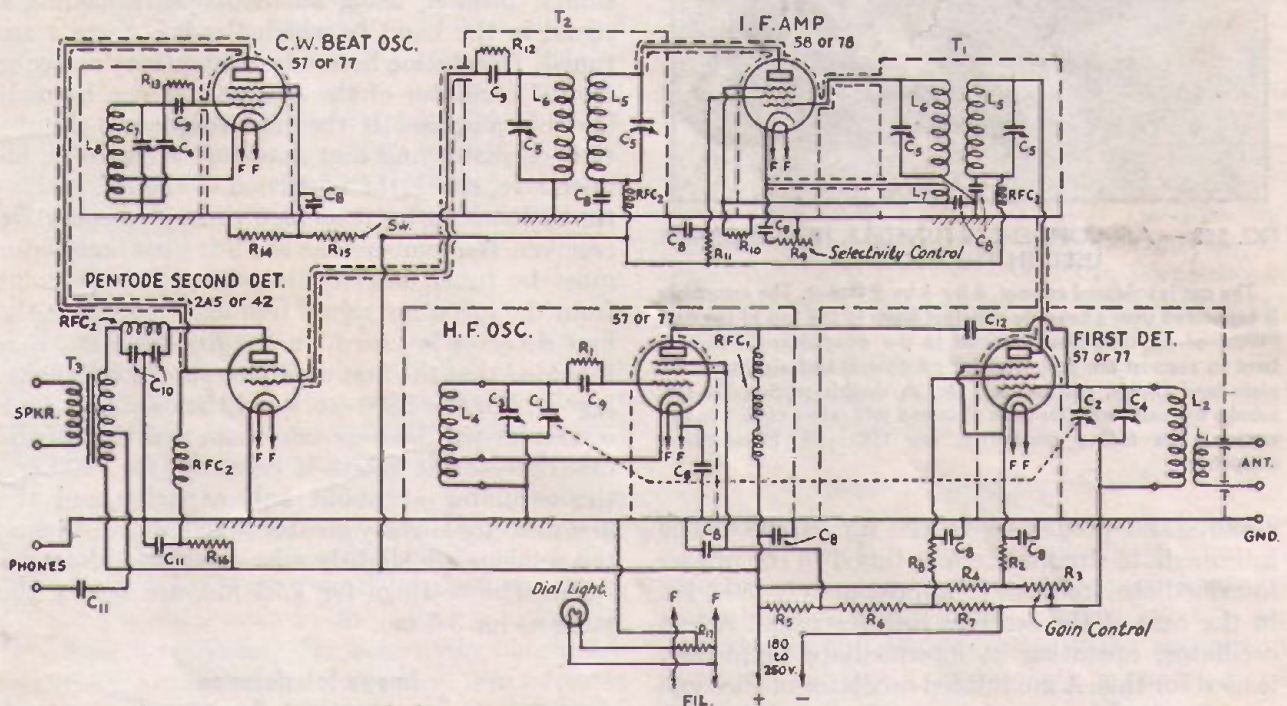 T2
I.F. AMP
58 or 78
T1
C.W. BEAT OSC.
57 or 77
R13
C9
L8
C7
C6
F F
C8
R14
R15
Sw.
R12
C9
C5
L6
L5
C5
C8
RFC2
F F
C8
R11
R10
C8
R9
Selectivity Control
L6
L5
C5
C5
L7
RFC2
C8
PENTODE SECOND DET.
2A5 or 42
RFC2
T3
C10
SPKR.
RFC2
F F
PHONES
C11
R16
C11
H.F. OSC.
57 or 77
RFC1
R1
C9
L4
C3
C1
F F
C8
C8
C8
C12
FIRST DET.
57 or 77
C2
C4
L2
L1
ANT.
F F
GND.
C8
C8
R8
R2
R4
R3
R5
R6
R7
Gain Control
Dial Light.
R17
FIL.
180
to
250 v.
+ -